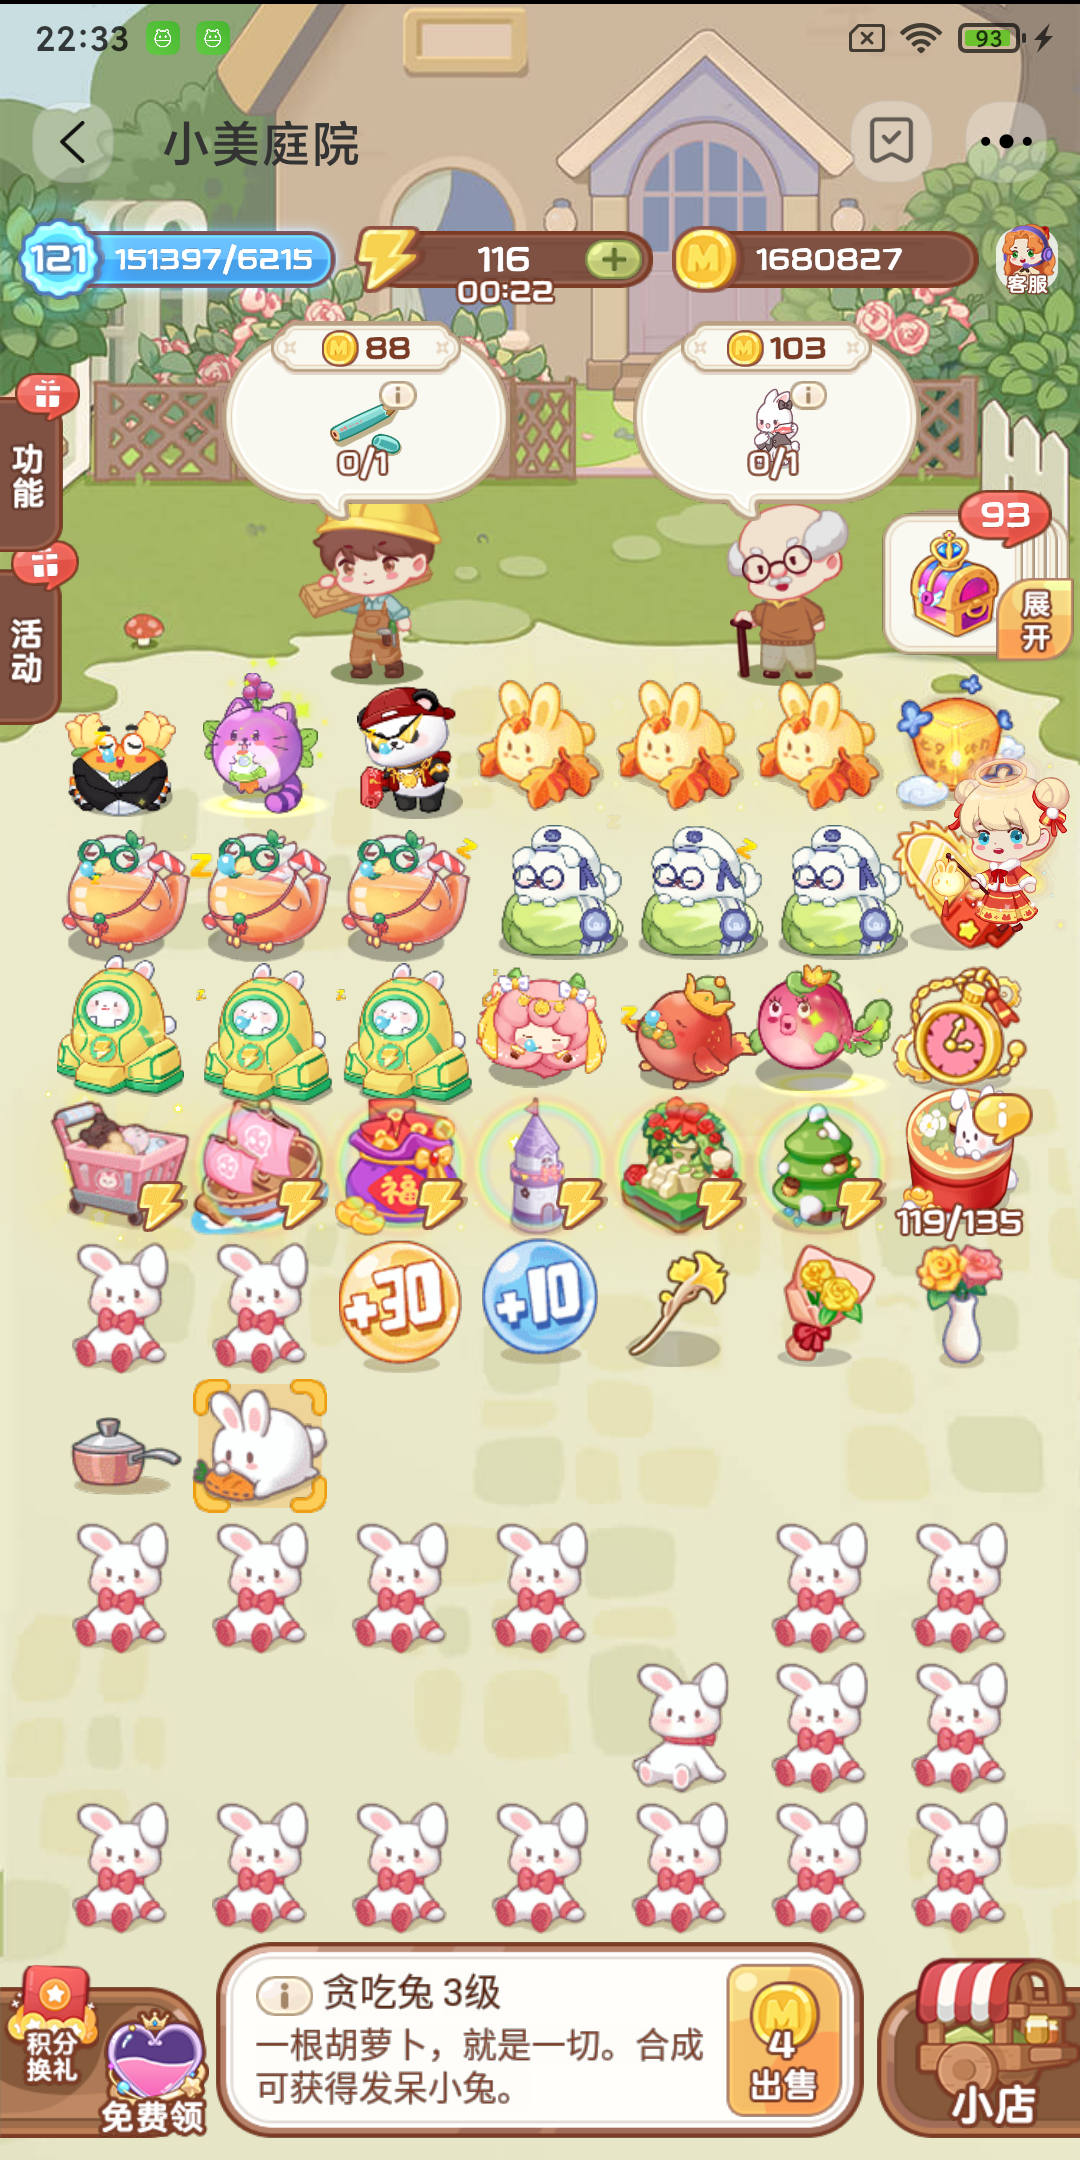 22:33
93
小美庭院
121
151397/6215
116
00:22
1680827
客服
88
103
0/1
0/1
功能
活动
93
展开
福
119/135
+30
+10
贪吃兔 3级
一根胡萝卜，就是一切。合成
可获得发呆小兔。
4
出售
积分
换礼
免费领
小店